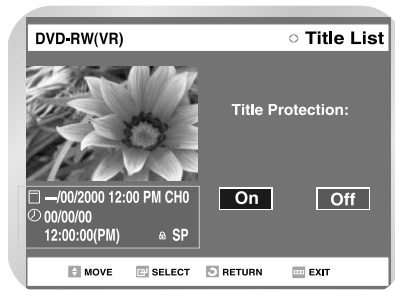 DVD-RW(VR)
Title List
Title Protection:
—/00/2000 12:00 PM CH0
00/00/00
12:00:00(PM) SP
On Off
MOVE SELECT RETURN EXIT